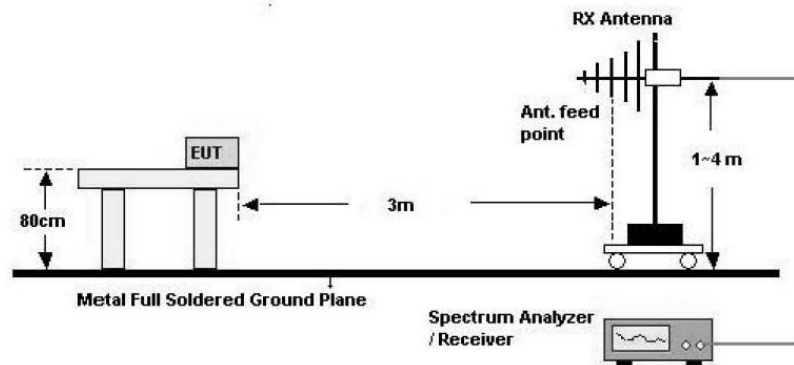 RX Antenna
Ant. feed
point
EUT
1~4 m
80cm
3m
Metal Full Soldered Ground Plane
Spectrum Analyzer
/ Receiver